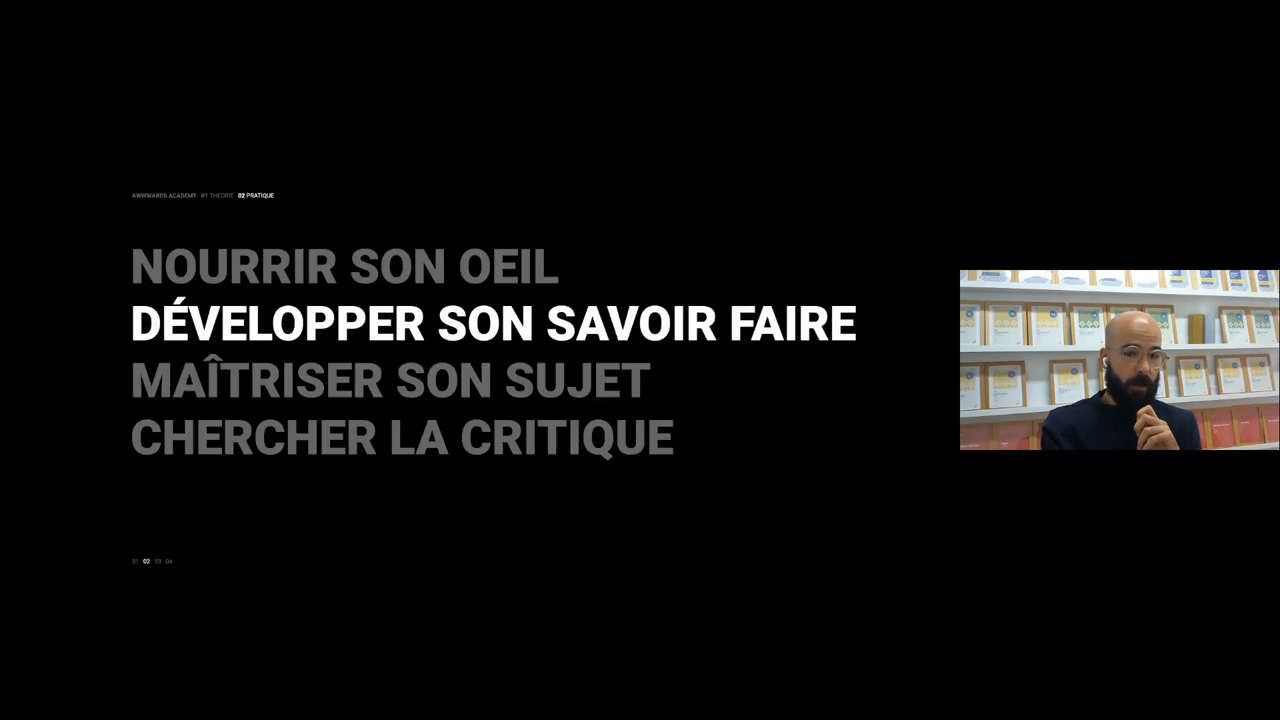 AWWWARDS ACADEMY 01 THEORIE 02 PRATIQUE
NOURRIR SON OEIL
DÉVELOPPER SON SAVOIR FAIRE
MAÎTRISER SON SUJET
CHERCHER LA CRITIQUE
01 02 03 04